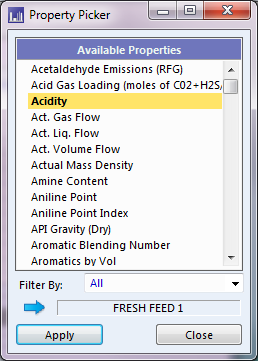 Property Picker
Available Properties
Acetaldehyde Emissions (RFG)
Acid Gas Loading (moles of C02+H2S/
Acidity
Act. Gas Flow
Act. Liq. Flow
Act. Volume Flow
Actual Mass Density
Amine Content
Aniline Point
Aniline Point Index
API Gravity (Dry)
Aromatic Blending Number
Aromatics by Vol
Filter By: All
FRESH FEED 1
Apply Close